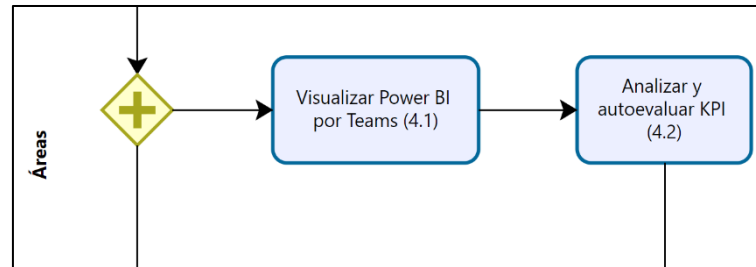 Áreas
Visualizar Power BI
por Teams (4.1)
Analizar y
autoevaluar KPI
(4.2)